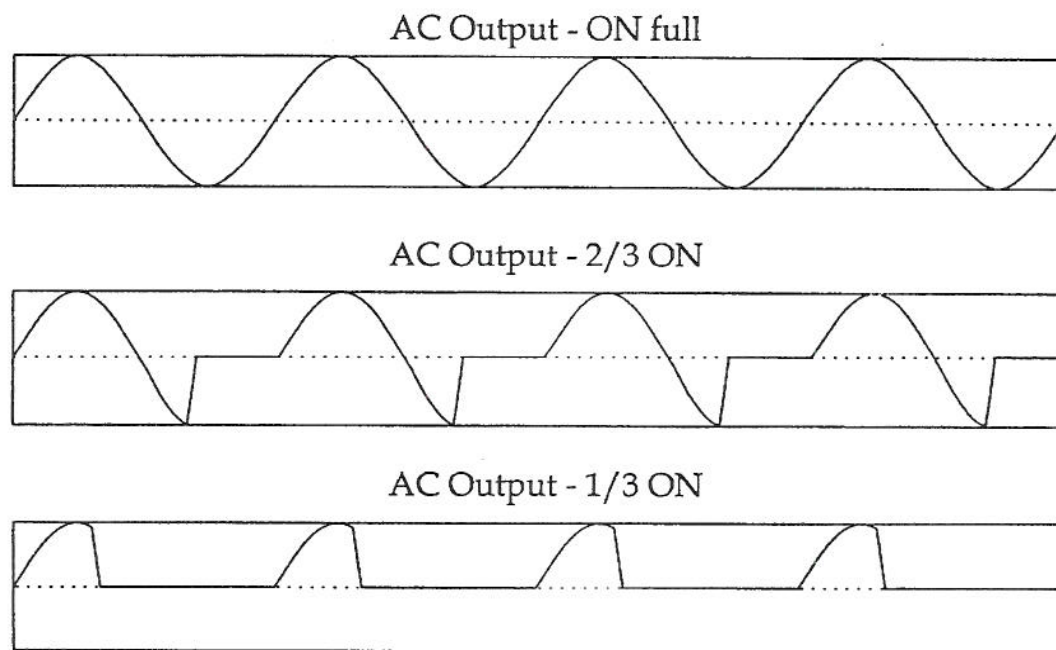 AC Output - ON full
AC Output - 2/3 ON
AC Output - 1/3 ON